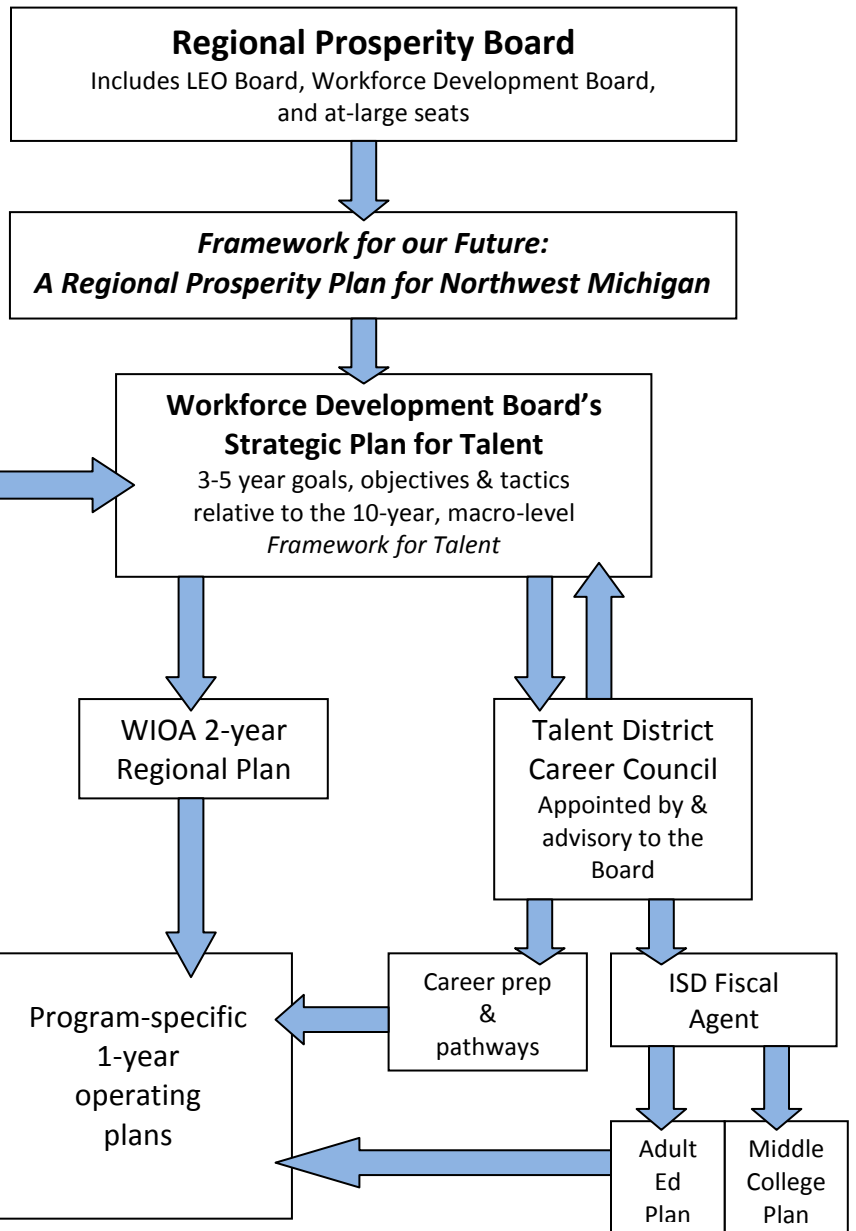 Regional Prosperity Board
Includes LEO Board, Workforce Development Board,
and at-large seats
Framework for our Future:
A Regional Prosperity Plan for Northwest Michigan
Workforce Development Board’s
Strategic Plan for Talent
3-5 year goals, objectives & tactics
relative to the 10-year, macro-level
Framework for Talent
WIOA 2-year
Regional Plan
Talent District
Career Council
Appointed by &
advisory to the
Board
Program-specific
1-year
operating
plans
Career prep
&
pathways
ISD Fiscal
Agent
Adult
Ed
Plan
Middle
College
Plan